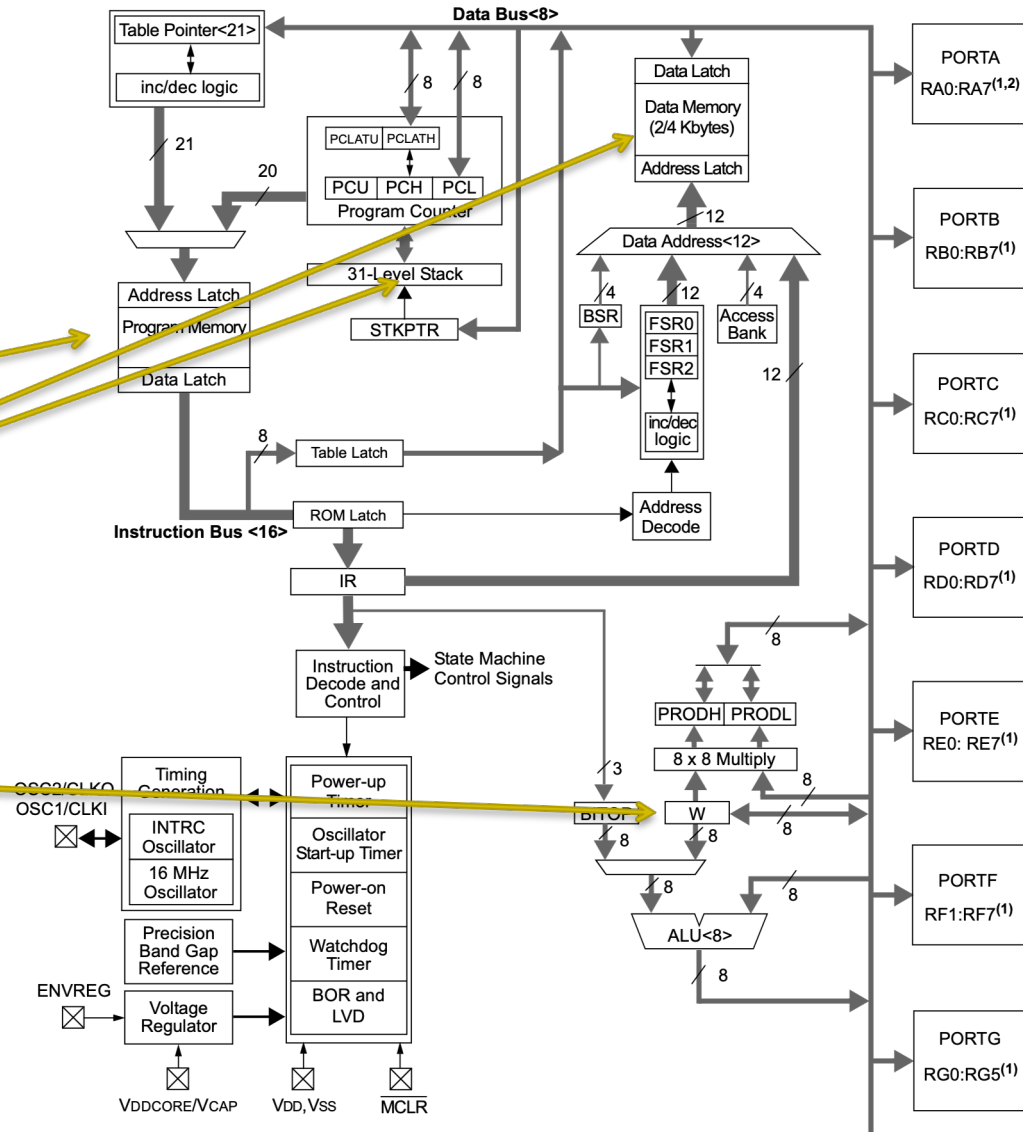 Data Bus<8>
Table Pointer<21>
inc/dec logic
21
20
8
8
PCLATU PCLATH
PCU PCH PCL
Program Counter
31-Level Stack
STKPTR
Address Latch
Program Memory
Data Latch
8
Table Latch
ROM Latch
Instruction Bus <16>
IR
Data Latch
Data Memory
(2/4 Kbytes)
Address Latch
12
Data Address<12>
4
12
4
BSR
FSR0
FSR1
FSR2
inc/dec
logic
Access
Bank
12
Address
Decode
Instruction
Decode and
Control
State Machine
Control Signals
8
PRODH PRODL
8 x 8 Multiply
3
8
BITOP
W
8
8
8
8
8
ALU<8>
8
OSC2/CLKO
OSC1/CLKI
Timing
Generation
INTRC
Oscillator
16 MHz
Oscillator
Power-up
Timer
Oscillator
Start-up Timer
Power-on
Reset
Watchdog
Timer
BOR and
LVD
Precision
Band Gap
Reference
ENVREG
Voltage
Regulator
VDDCORE/VCAP
VDD, VSS
MCLR
PORTA
RA0:RA7(1,2)
PORTB
RB0:RB7(1)
PORTC
RC0:RC7(1)
PORTD
RD0:RD7(1)
PORTE
RE0: RE7(1)
PORTF
RF1:RF7(1)
PORTG
RG0:RG5(1)